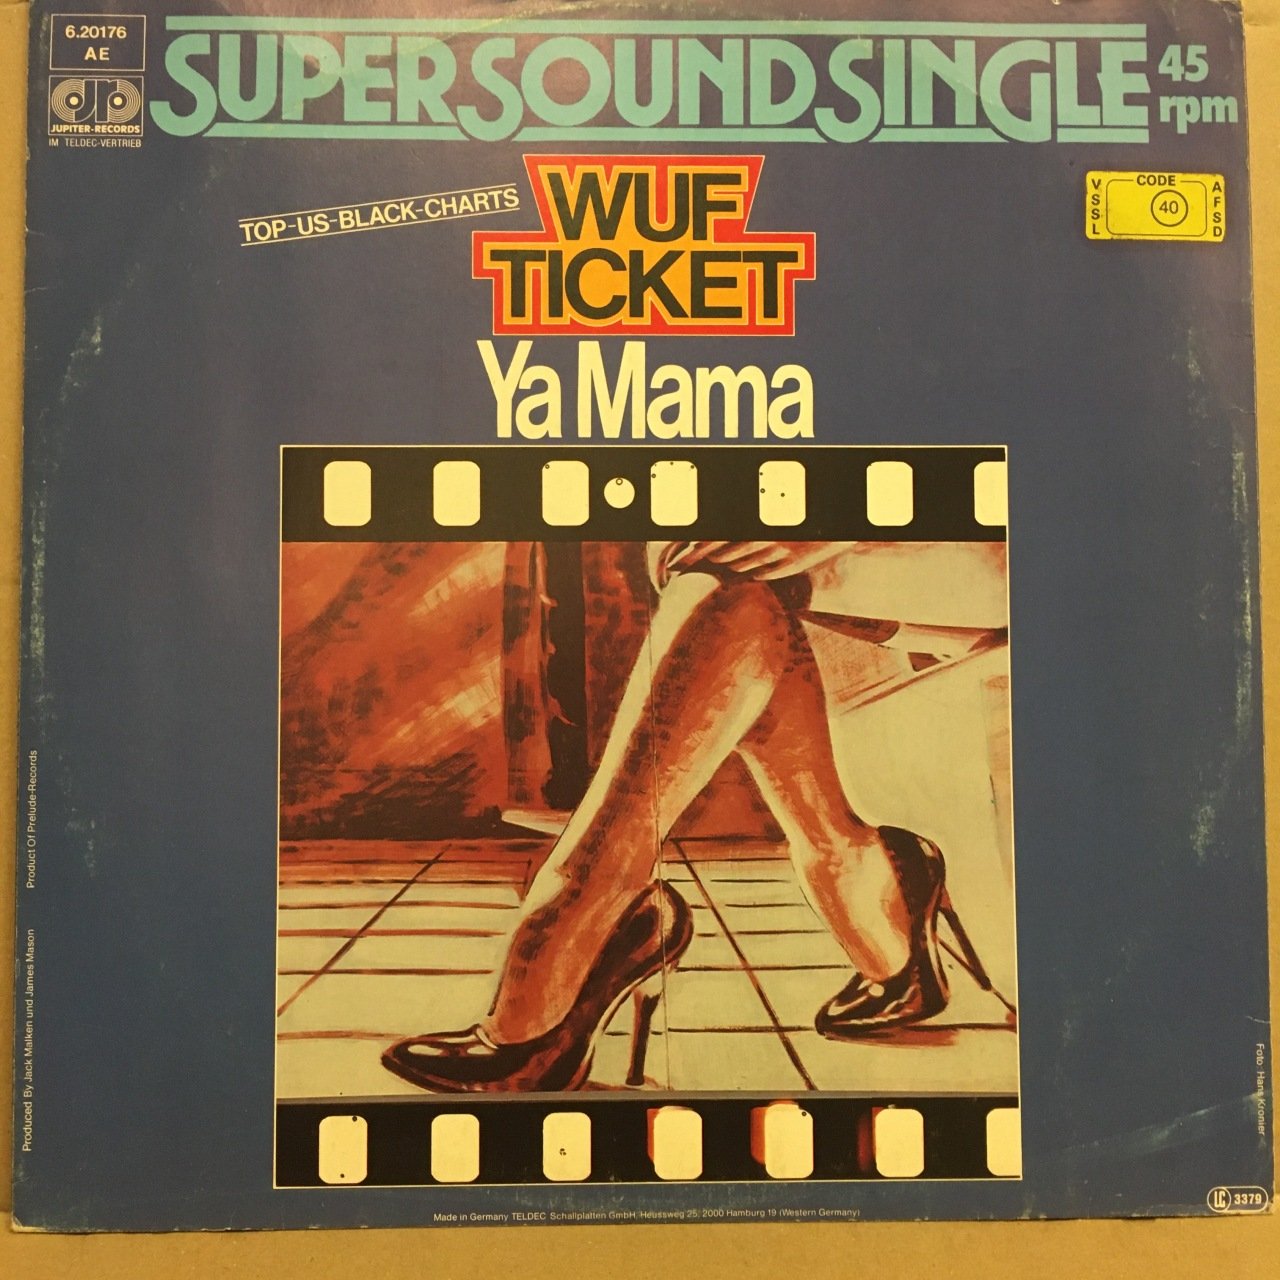 6.20176
AE
JUPITER-RECORDS
IM TELDEC-VERTRIEB
SUPERSOUNDSINGLE
45
rpm
TOP-US-BLACK-CHARTS
WUF
TICKET
Ya Mama
VSSL
CODE
40
AFSD
Product Of Prelude-Records
Produced By Jack Malken und James Mason
Foto: Hans Kronier
Made in Germany TELDEC Schallplatten GmbH, Heussweg 25, 2000 Hamburg 19 (Western Germany)
LC 3379